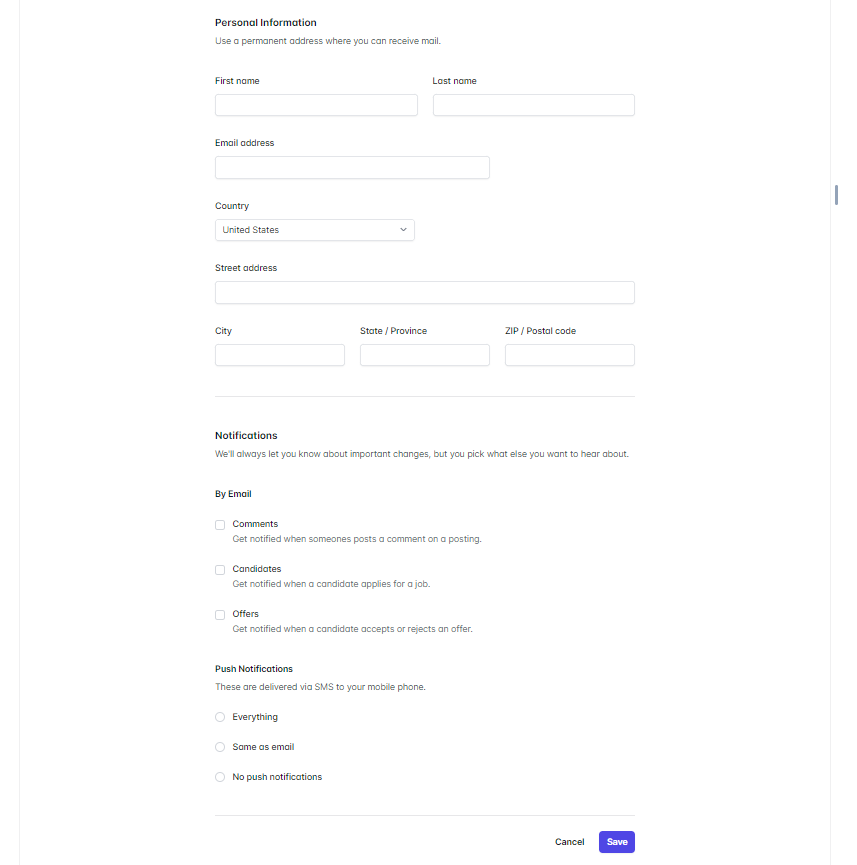 Personal Information
Use a permanent address where you can receive mail.
First name
Last name
Email address
Country
United States
Street address
City
State / Province
ZIP / Postal code
Notifications
We'll always let you know about important changes, but you pick what else you want to hear about.
By Email
Comments
Get notified when someones posts a comment on a posting.
Candidates
Get notified when a candidate applies for a job.
Offers
Get notified when a candidate accepts or rejects an offer.
Push Notifications
These are delivered via SMS to your mobile phone.
Everything
Same as email
No push notifications
Cancel
Save